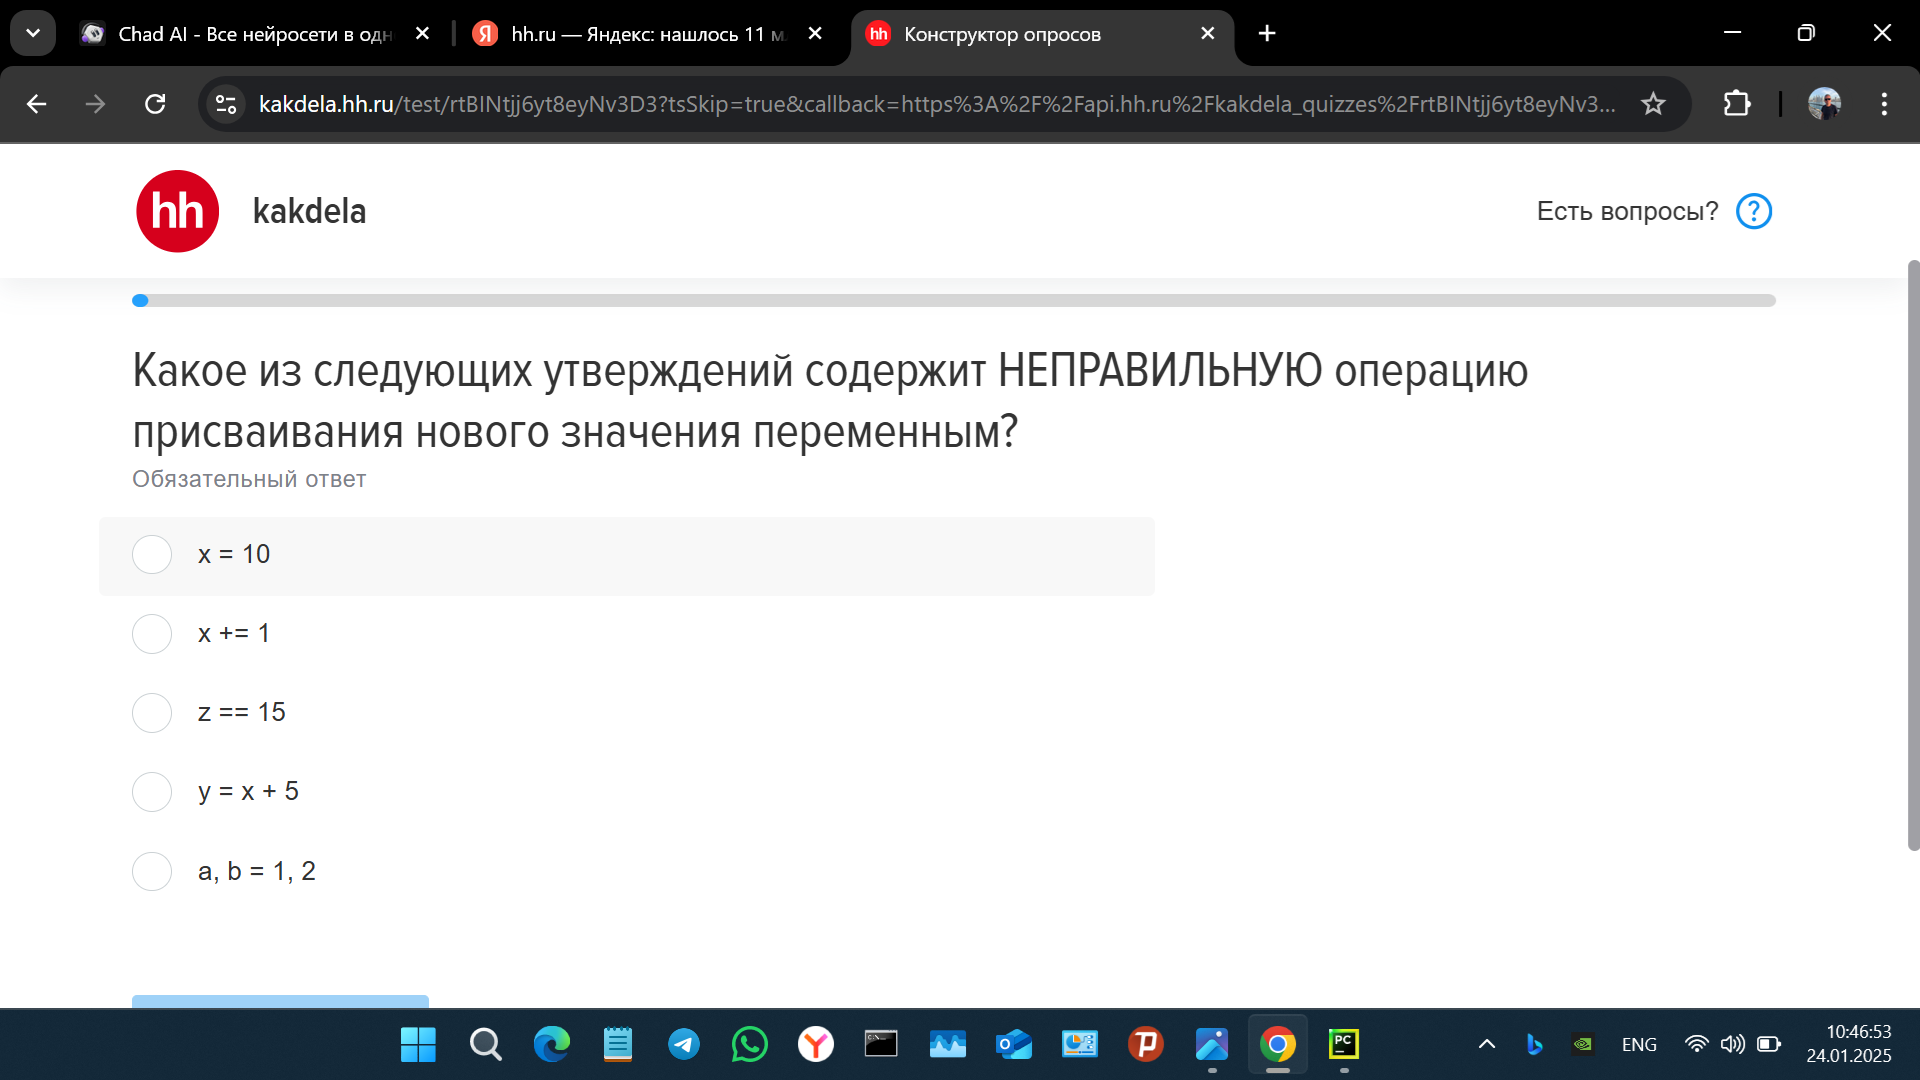 Chad AI - Все нейросети в одн
hh.ru — Яндекс: нашлось 11 м
hh
Конструктор опросов
kakdela.hh.ru/test/rtBINtjj6yt8eyNv3D3?tsSkip=true&callback=https%3A%2F%2Fapi.hh.ru%2Fkakdela_quizzes%2FrtBINtjj6yt8eyNv3...
hh
kakdela
Есть вопросы? ?
Какое из следующих утверждений содержит НЕПРАВИЛЬНУЮ операцию
присваивания нового значения переменным?
Обязательный ответ
x = 10
x += 1
z == 15
y = x + 5
a, b = 1, 2
PC
ENG
10:46:53
24.01.2025